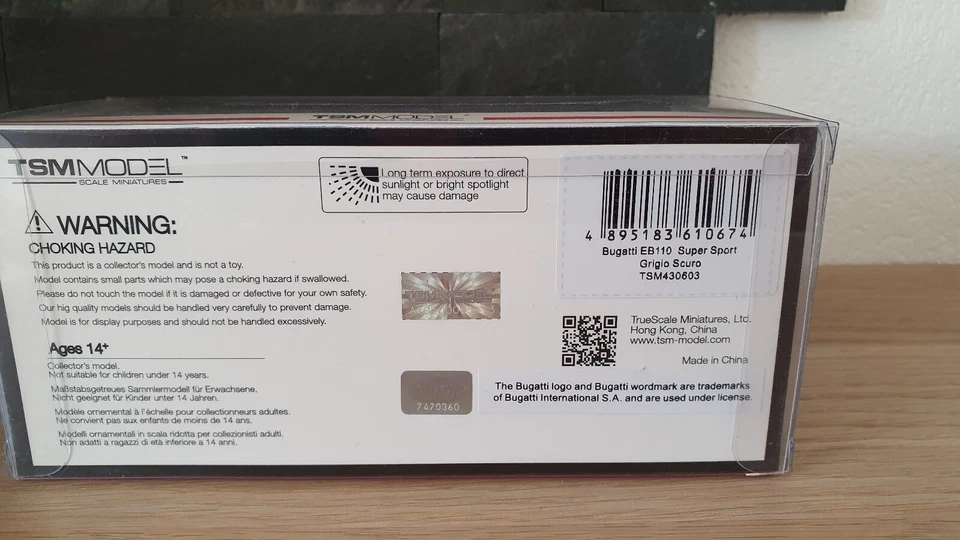 TSMMODEL
TSMMODEL™
SCALE MINIATURES
WARNING:
CHOKING HAZARD
This product is a collector's model and is not a toy.
Model contains small parts which may pose a choking hazard if swallowed.
Please do not touch the model if it is damaged or defective for your own safety.
Our hig quality models should be handled very carefully to prevent damage.
Model is for display purposes and should not be handled excessively.
Ages 14+
Collector's model.
Not suitable for children under 14 years.
Maßstabsgetreues Sammlermodell für Erwachsene.
Nicht geeignet für Kinder unter 14 Jahren.
Modèle ornemental à l'échelle pour collectionneurs adultes.
Ne convient pas aux enfants de moins de 14 ans.
Modelli ornamentali in scala ridotta per collezionisti adulti.
Non adatti a ragazzi di età inferiore a 14 anni.
Long term exposure to direct
sunlight or bright spotlight
may cause damage
TSMMODEL
2470360
4 895183 610674
Bugatti EB110 Super Sport
Grigio Scuro
TSM430603
TrueScale Miniatures, Ltd.
Hong Kong, China
www.tsm-model.com
Made in China
The Bugatti logo and Bugatti wordmark are trademarks
of Bugatti International S.A. and are used under license.